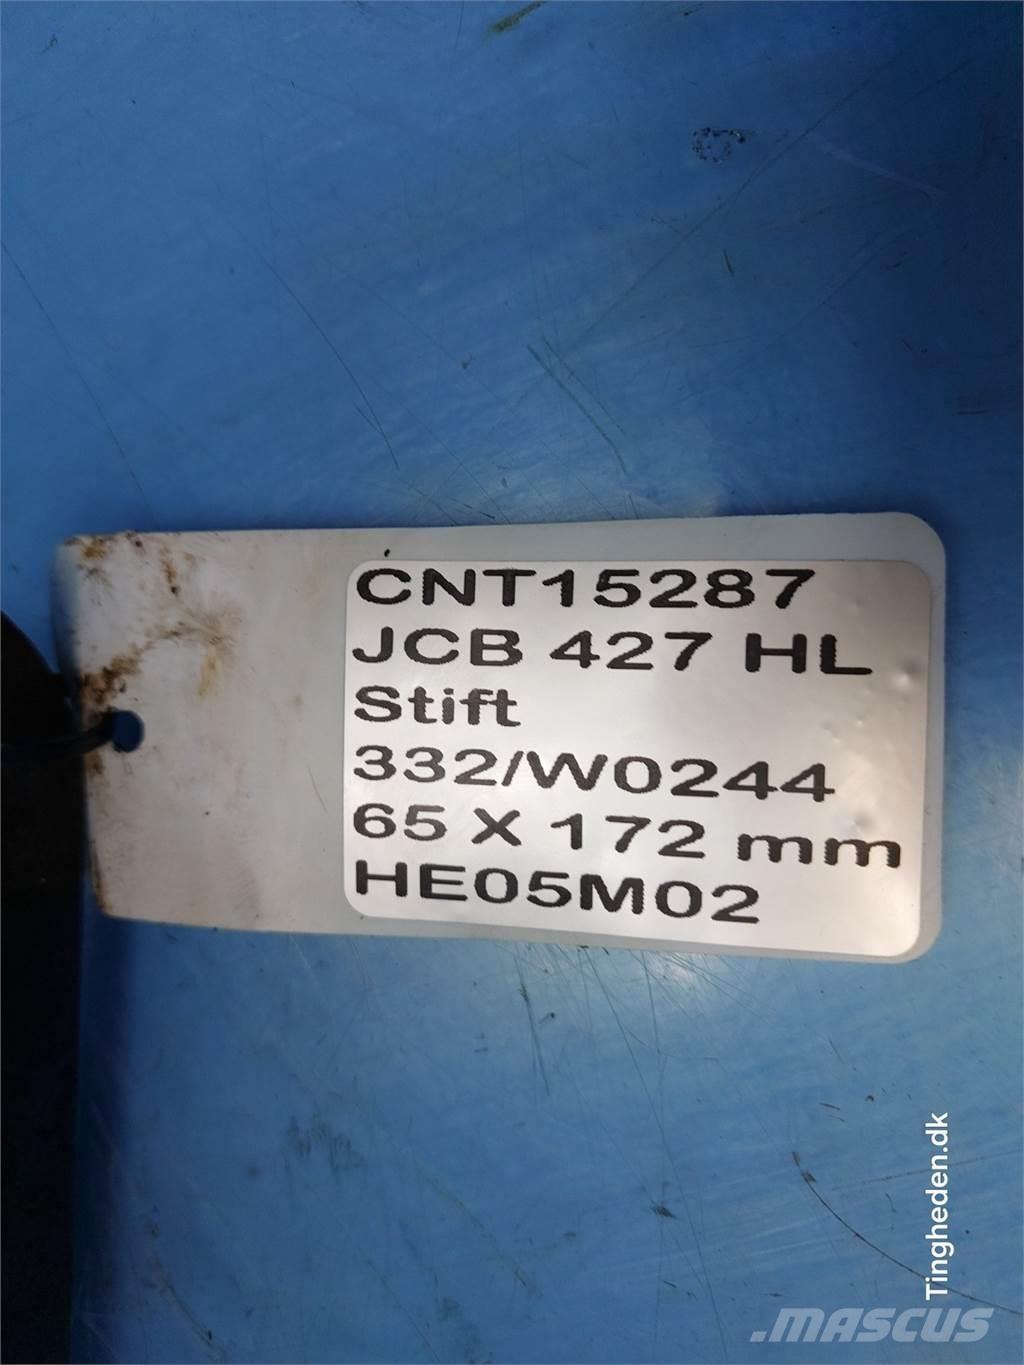 CNT15287
JCB 427 HL
Stift
332/W0244
65 X 172 mm
HE05M02
Tingheden.dk
.MASCUS